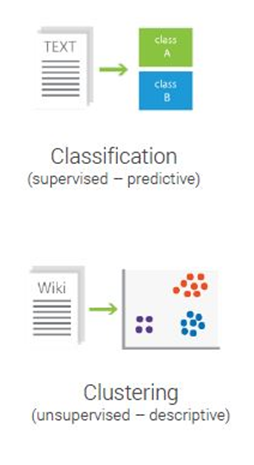 TEXT
class
A
class
B
Classification
(supervised – predictive)
Wiki
Clustering
(unsupervised – descriptive)